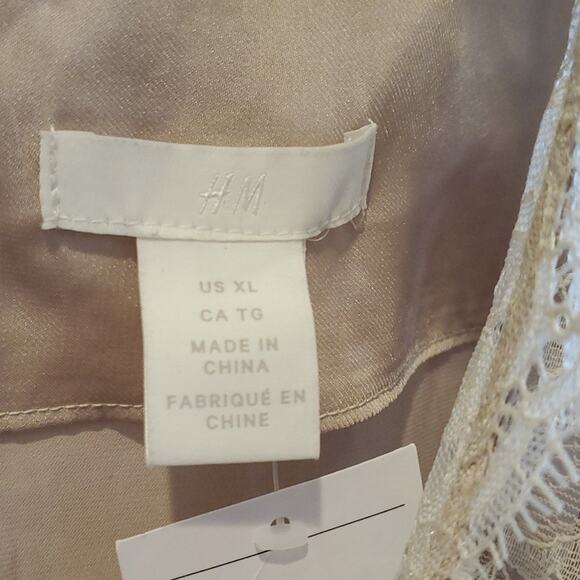 H&M
US XL
CA TG
MADE IN
CHINA
FABRIQUÉ EN
CHINE